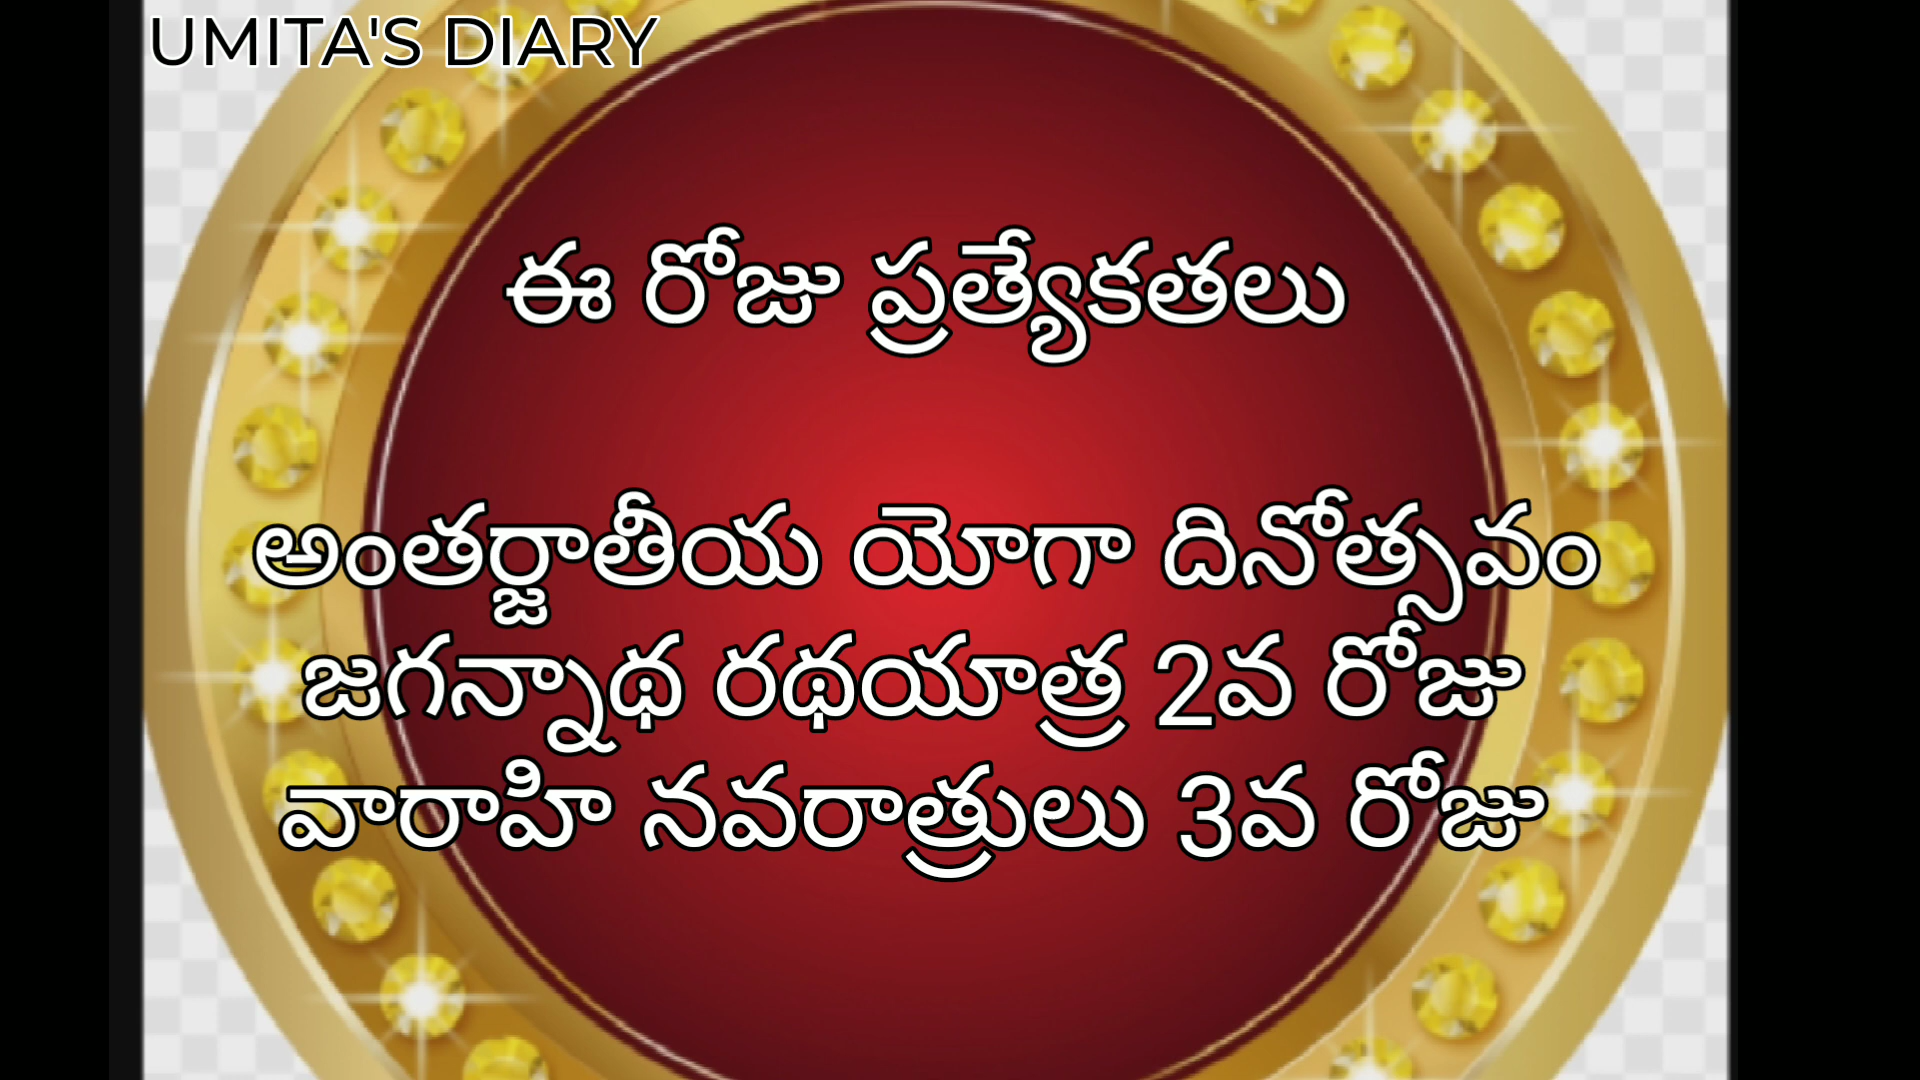 UMITA'S DIARY
ఈ రోజు ప్రత్యేకతలు
అంతర్జాతీయ యోగా దినోత్సవం
జగన్నాథ రథయాత్ర 2వ రోజు
వారాహి నవరాత్రులు 3వ రోజు